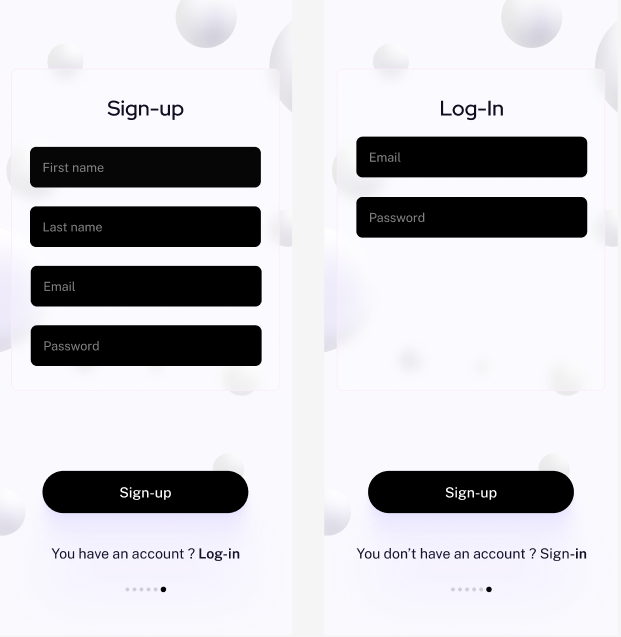 Sign-up
First name
Last name
Email
Password
Sign-up
You have an account ? Log-in
Log-In
Email
Password
Sign-up
You don’t have an account ? Sign-in